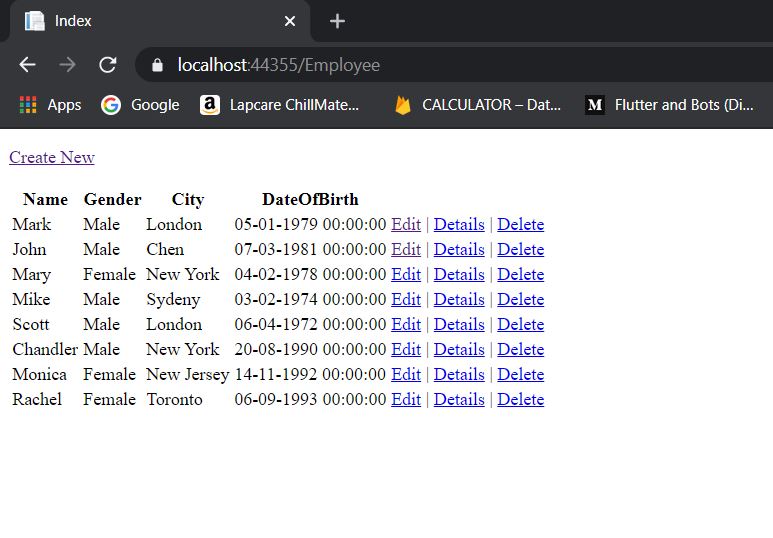 Index
localhost:44355/Employee
Apps Google Lapcare ChillMate... CALCULATOR – Dat... M Flutter and Bots (Di...
Create New
Name Gender City DateOfBirth
Mark Male London 05-01-1979 00:00:00 Edit | Details | Delete
John Male Chen 07-03-1981 00:00:00 Edit | Details | Delete
Mary Female New York 04-02-1978 00:00:00 Edit | Details | Delete
Mike Male Sydeny 03-02-1974 00:00:00 Edit | Details | Delete
Scott Male London 06-04-1972 00:00:00 Edit | Details | Delete
Chandler Male New York 20-08-1990 00:00:00 Edit | Details | Delete
Monica Female New Jersey 14-11-1992 00:00:00 Edit | Details | Delete
Rachel Female Toronto 06-09-1993 00:00:00 Edit | Details | Delete